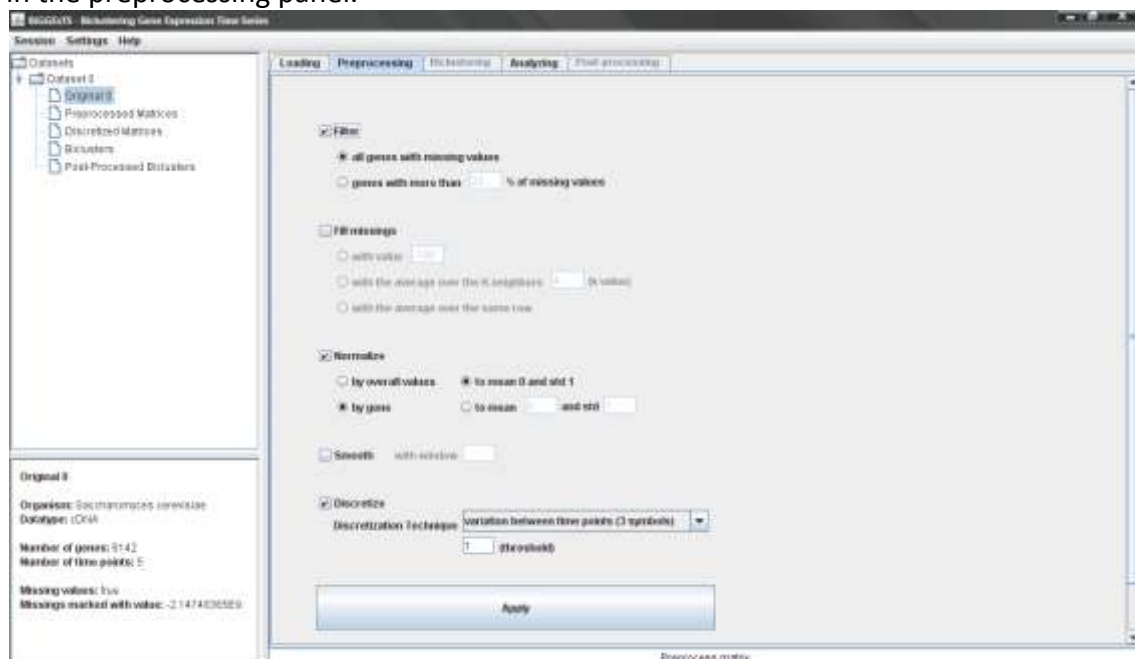 in the preprocessing panel.
BIGGEsTS - Biclustering Gene Expression Time Series
Session Settings Help
Datasets
Dataset 0
Original 0
Preprocessed Matrices
Discretized Matrices
Biclusters
Post-Processed Biclusters
Loading Preprocessing Biclustering Analyzing Post-processing
Filter
all genes with missing values
genes with more than % of missing values
Fill missings
with value
with the average over the K neighbors (k value)
with the average over the same row
Normalize
by overall values to mean 0 and std 1
by gene to mean and std
Smooth with window
Discretize
Discretization Technique variation between time points (3 symbols)
1 (threshold)
Apply
Original 0
Organism: Saccharomyces cerevisiae
Datatype: cDNA
Number of genes: 6142
Number of time points: 5
Missing values: true
Missings marked with value:
Preprocess matrix